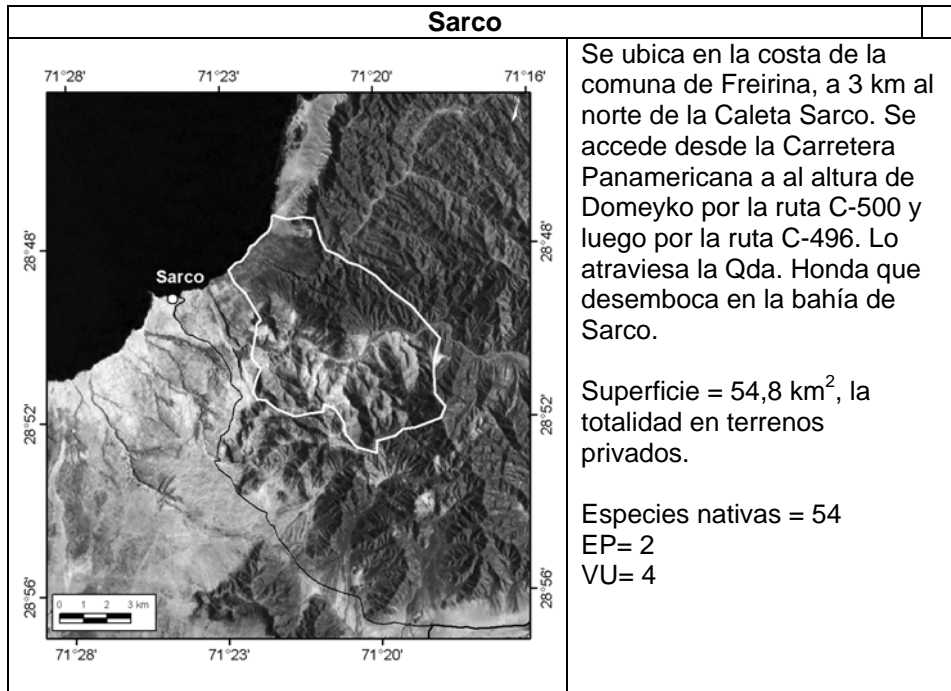 Sarco
71°28' 71°23' 71°20' 71°16'
28°48' 28°48'
Sarco
28°52' 28°52'
28°56' 28°56'
0 1 2 3 km
71°28' 71°23' 71°20'
Se ubica en la costa de la
comuna de Freirina, a 3 km al
norte de la Caleta Sarco. Se
accede desde la Carretera
Panamericana a al altura de
Domeyko por la ruta C-500 y
luego por la ruta C-496. Lo
atraviesa la Qda. Honda que
desemboca en la bahía de
Sarco.
Superficie = 54,8 km², la
totalidad en terrenos
privados.
Especies nativas = 54
EP= 2
VU= 4